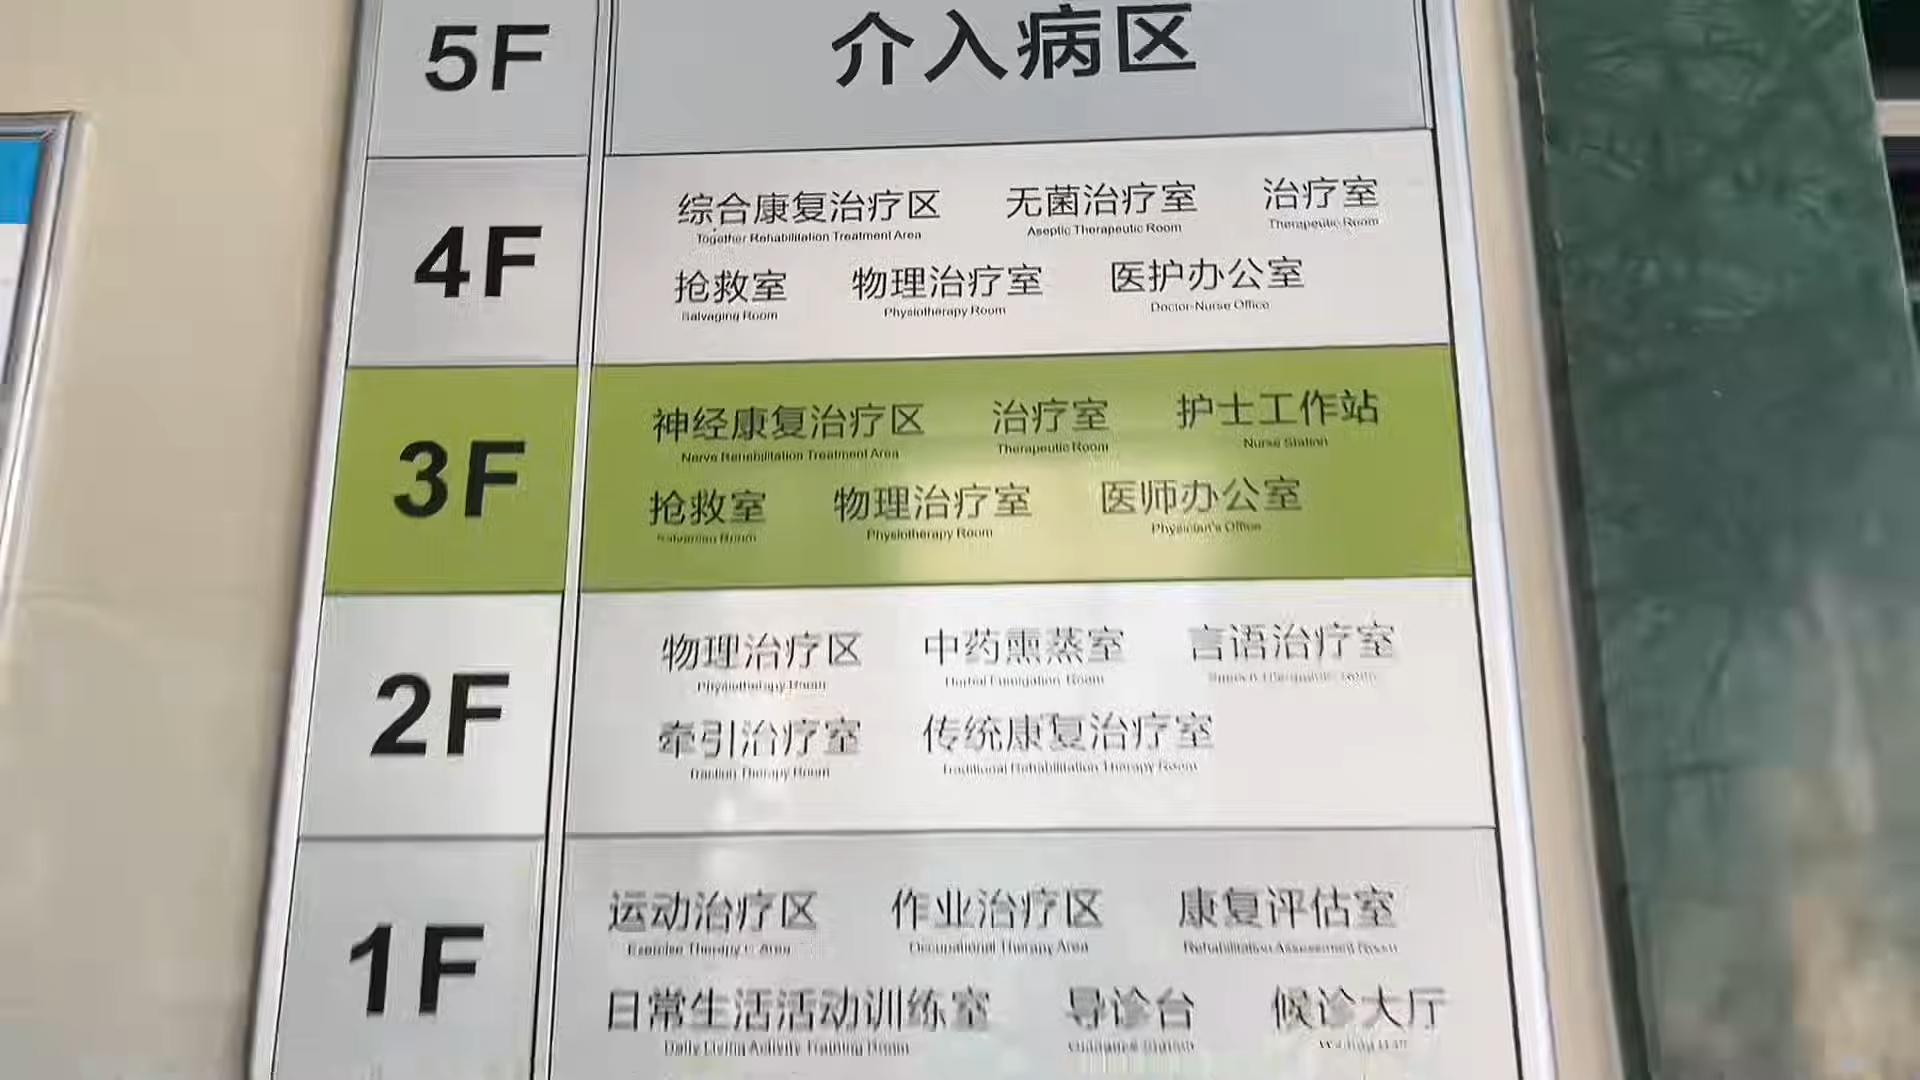 5F
介入病区
4F
综合康复治疗区 无菌治疗室 治疗室
Together Rehabilitation Treatment Area Aseptic Therapeutic Room Therapeutic Room
抢救室 物理治疗室 医护办公室
Salvaging Room Physiotherapy Room Doctor-Nurse Office
3F
神经康复治疗区 治疗室 护士工作站
Nerve Rehabilitation Treatment Area Therapeutic Room Nurse Station
抢救室 物理治疗室 医师办公室
Salvaging Room Physiotherapy Room Physician's Office
2F
物理治疗区 中药熏蒸室 言语治疗室
Physiotherapy Room Herbal Fumigation Room
牵引治疗室 传统康复治疗室
Traction Therapy Room Traditional Rehabilitation Therapy Room
1F
运动治疗区 作业治疗区 康复评估室
Exercise Therapy Area Occupational Therapy Area Rehabilitation Assessment Room
日常生活活动训练室 导诊台 候诊大厅
Daily Living Activity Training Room